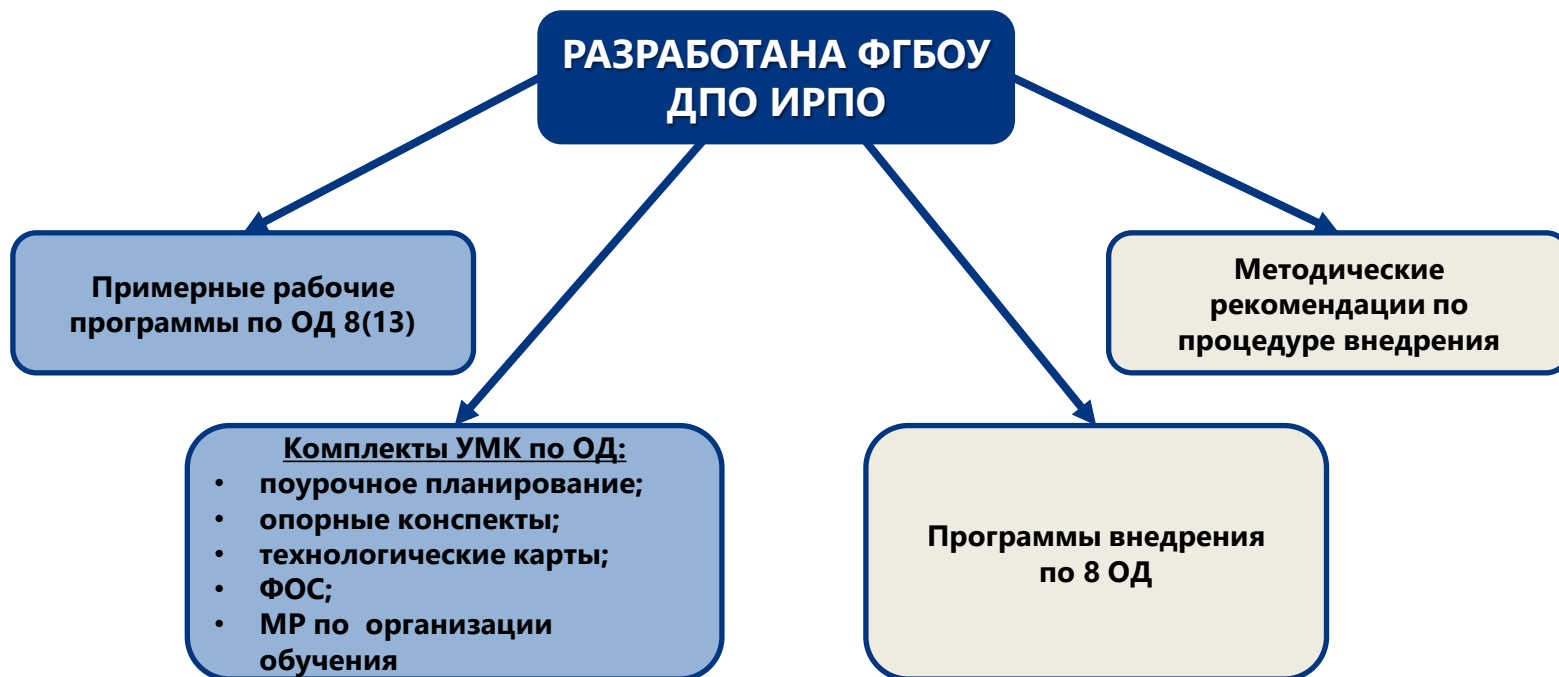 РАЗРАБОТАНА ФГБОУ
ДПО ИРПО
Примерные рабочие
программы по ОД 8(13)
Методические
рекомендации по
процедуре внедрения
Комплекты УМК по ОД:
• поурочное планирование;
• опорные конспекты;
• технологические карты;
• ФОС;
• МР по организации
обучения
Программы внедрения
по 8 ОД